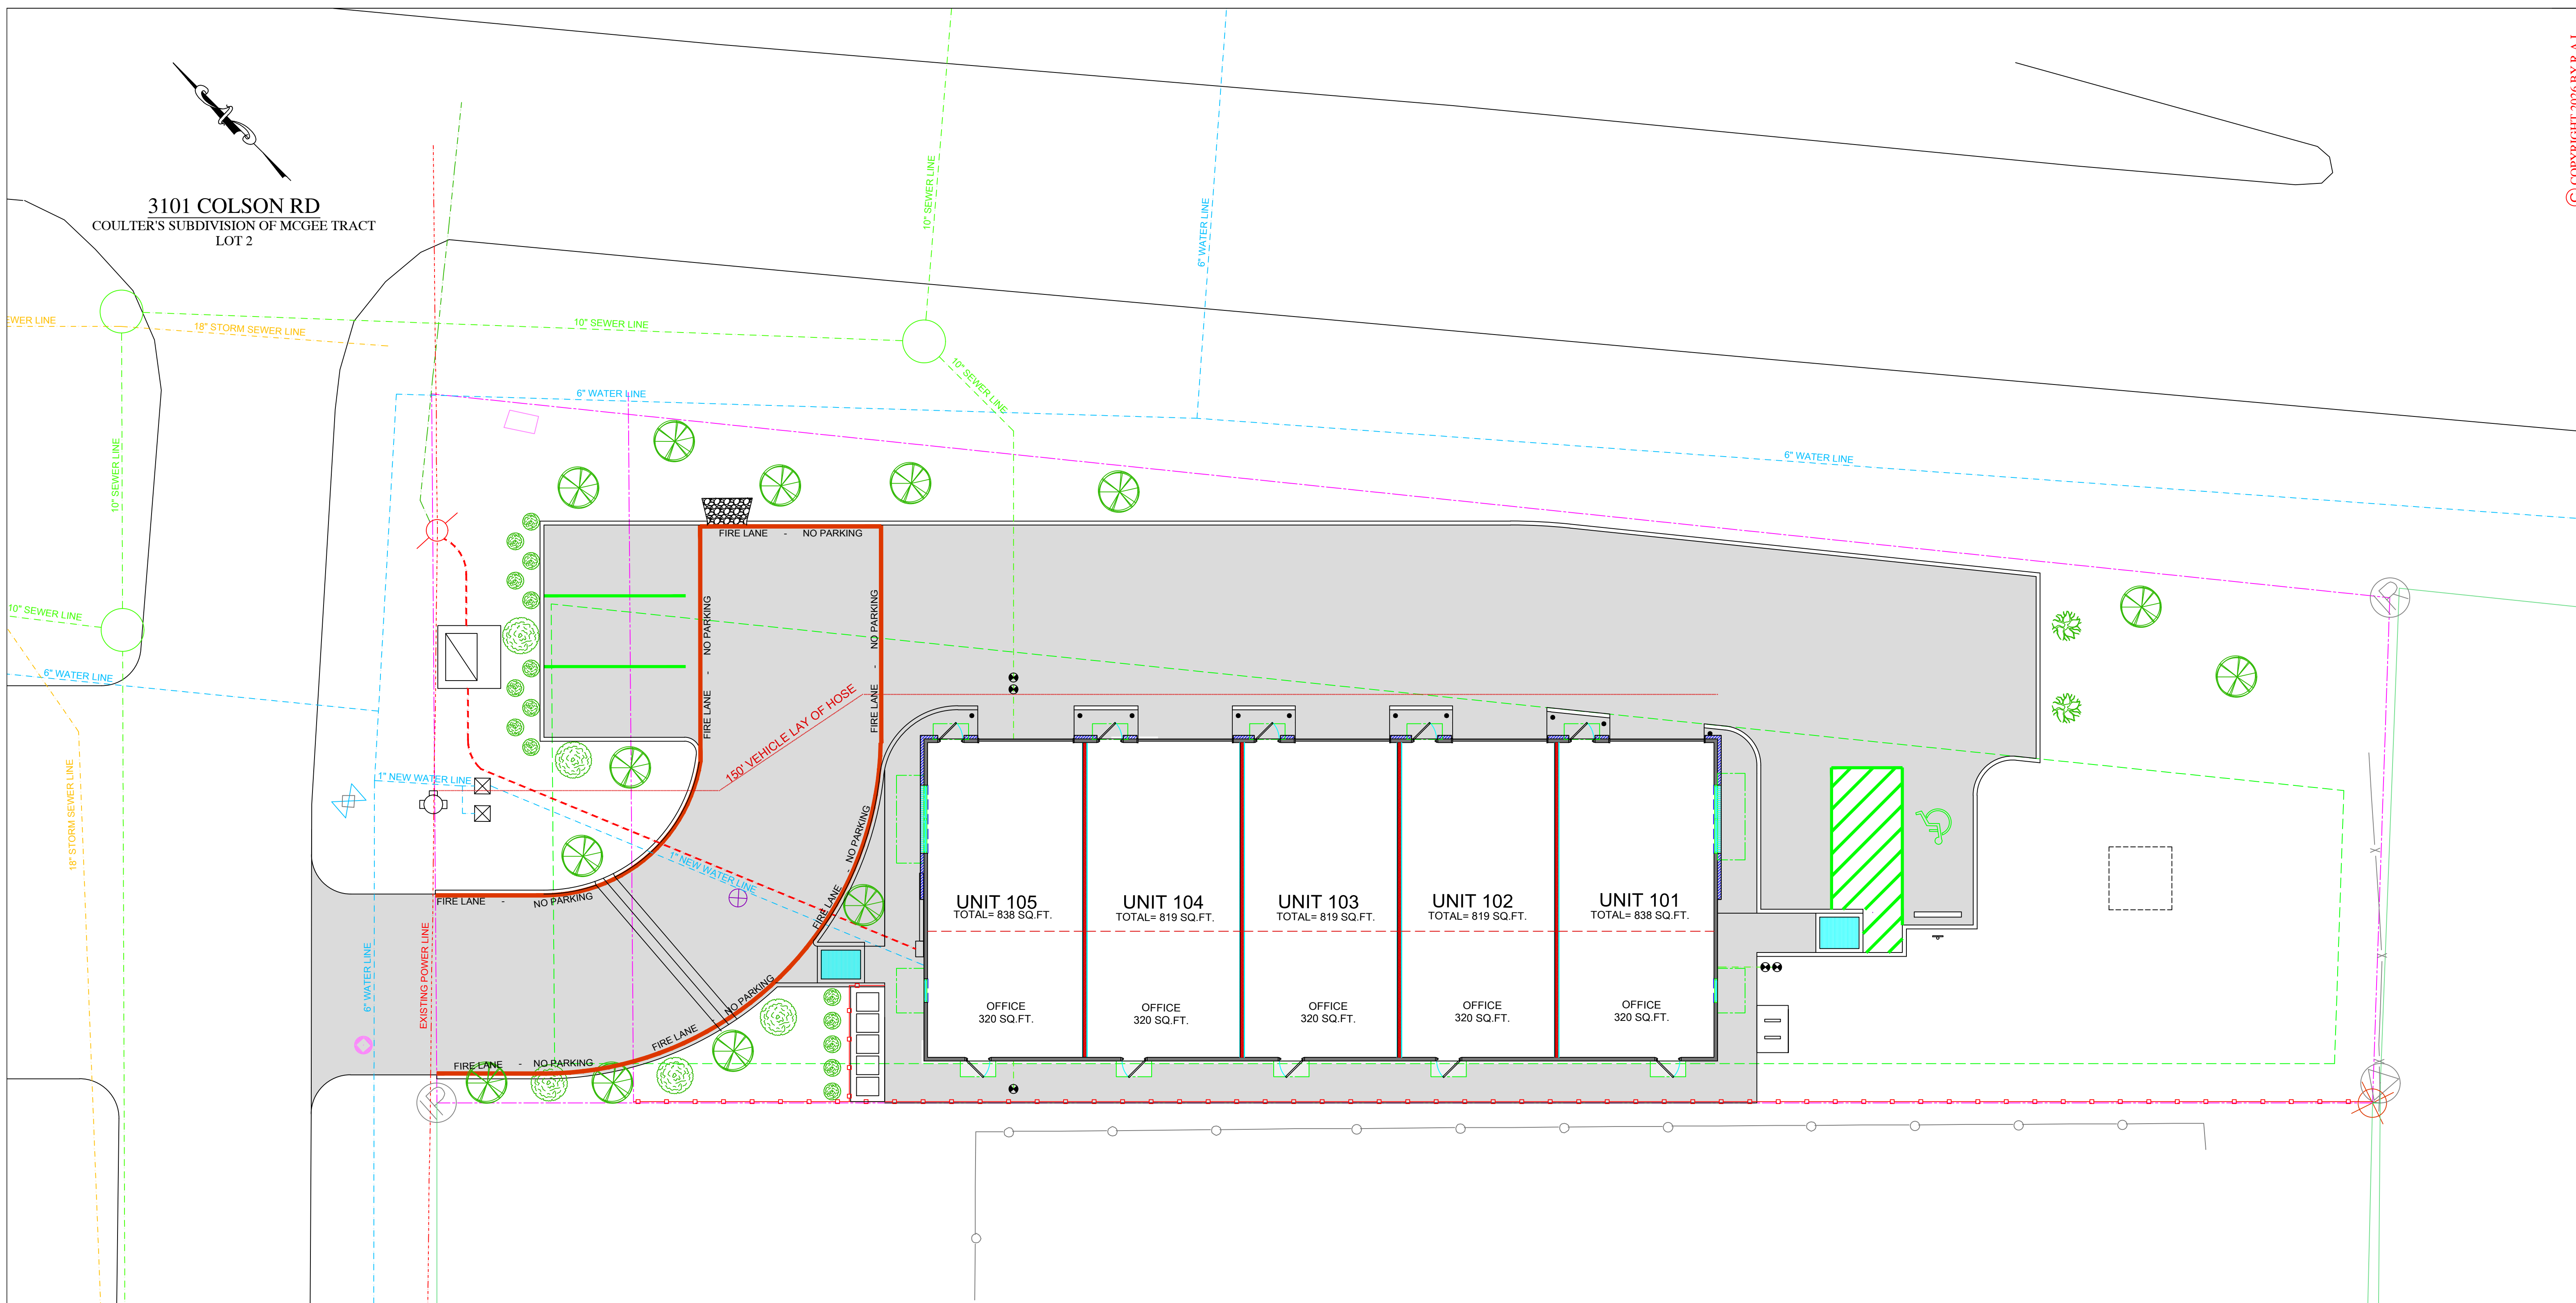 © COPYRIGHT 2026 BY R.A.J.
3101 COLSON RD
COULTER'S SUBDIVISION OF MCGEE TRACT
LOT 2
10" SEWER LINE
6" WATER LINE
EWER LINE
18" STORM SEWER LINE
10" SEWER LINE
10" SEWER LINE
6" WATER LINE
10" SEWER LINE
6" WATER LINE
FIRE LANE - NO PARKING
FIRE LANE - NO PARKING
FIRE LANE - NO PARKING
10" SEWER LINE
6" WATER LINE
150' VEHICLE LAY OF HOSE
1" NEW WATER LINE
18" STORM SEWER LINE
1" NEW WATER LINE
FIRE LANE - NO PARKING
FIRE LANE - NO PARKING
6" WATER LINE
EXISTING POWER LINE
UNIT 105
TOTAL= 838 SQ.FT.
UNIT 104
TOTAL= 819 SQ.FT.
UNIT 103
TOTAL= 819 SQ.FT.
UNIT 102
TOTAL= 819 SQ.FT.
UNIT 101
TOTAL= 838 SQ.FT.
X
X
X
OFFICE
320 SQ.FT.
OFFICE
320 SQ.FT.
OFFICE
320 SQ.FT.
OFFICE
320 SQ.FT.
OFFICE
320 SQ.FT.
FIRE LANE - NO PARKING
FIRE LANE - NO PARKING